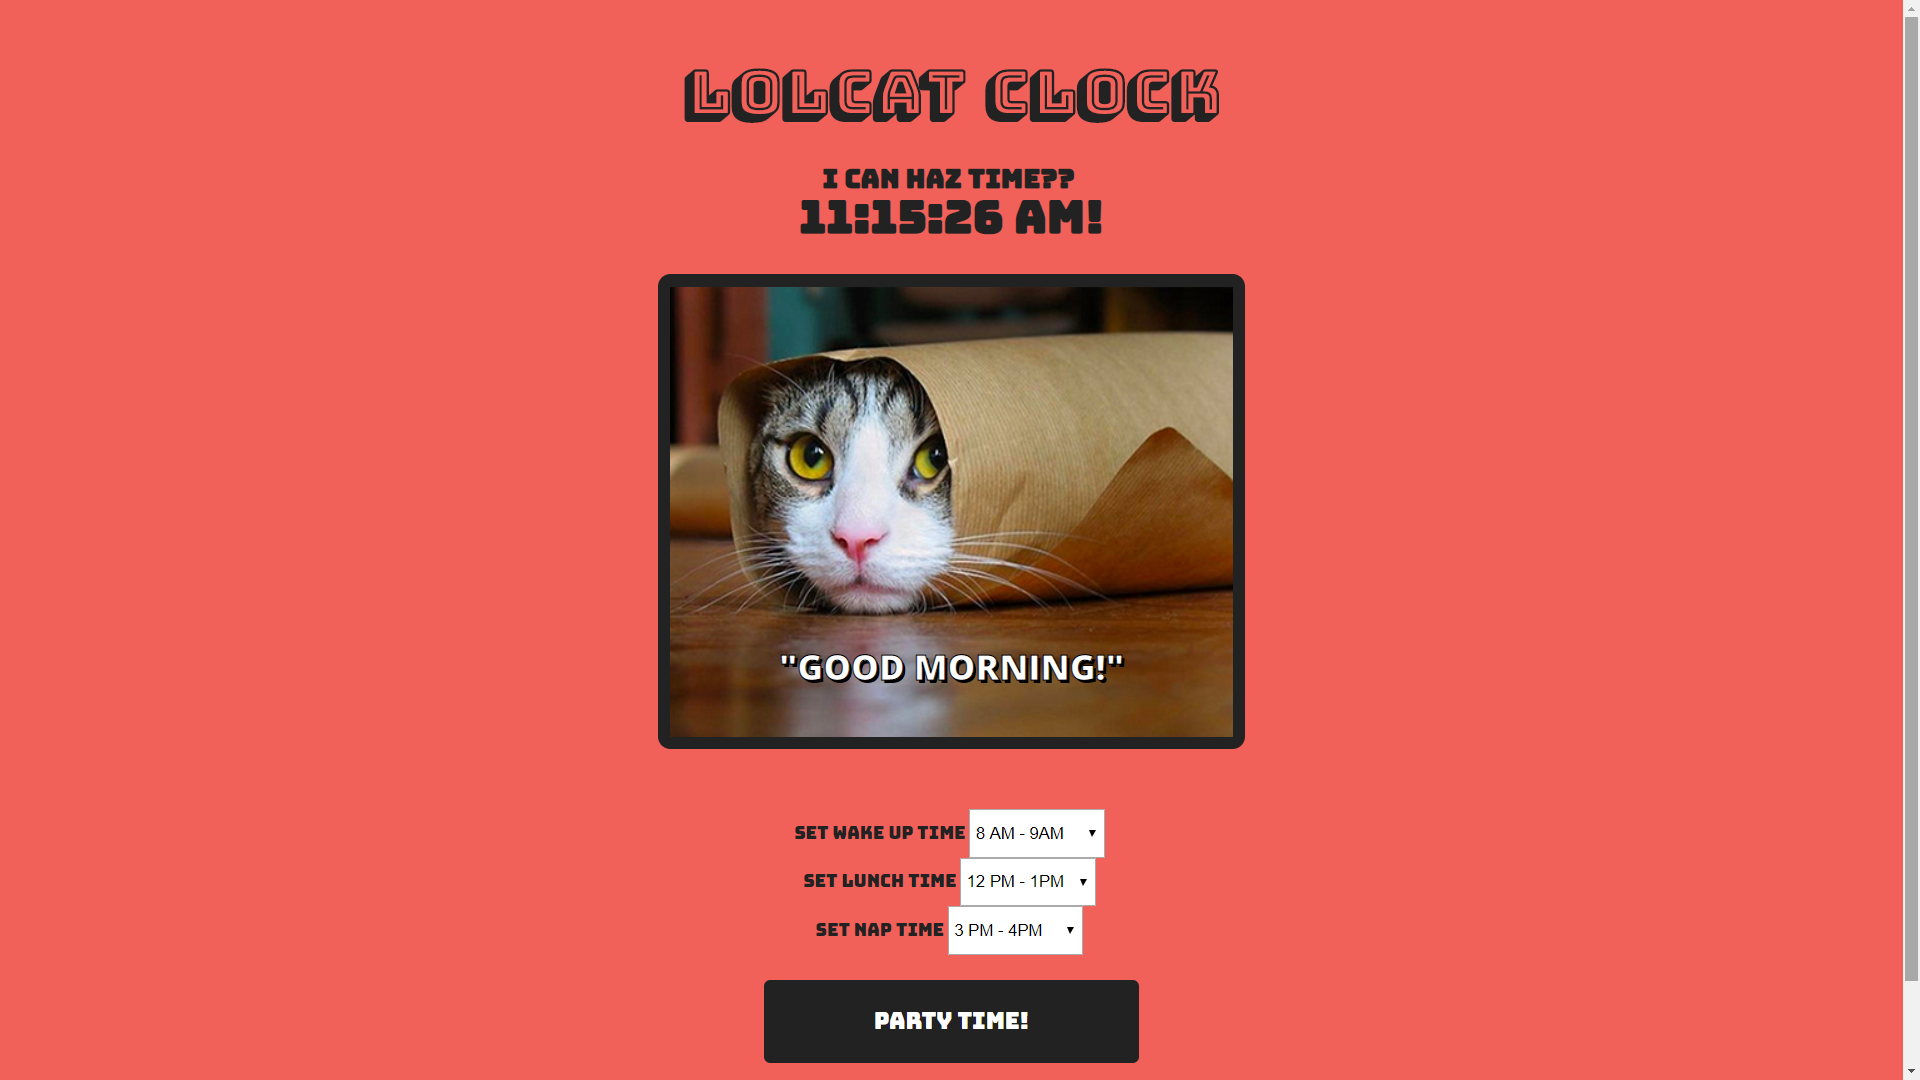 LOLCAT CLOCK
I CAN HAZ TIME??
11:15:26 AM!
"GOOD MORNING!"
SET WAKE UP TIME 8 AM - 9AM
SET LUNCH TIME 12 PM - 1PM
SET NAP TIME 3 PM - 4PM
PARTY TIME!